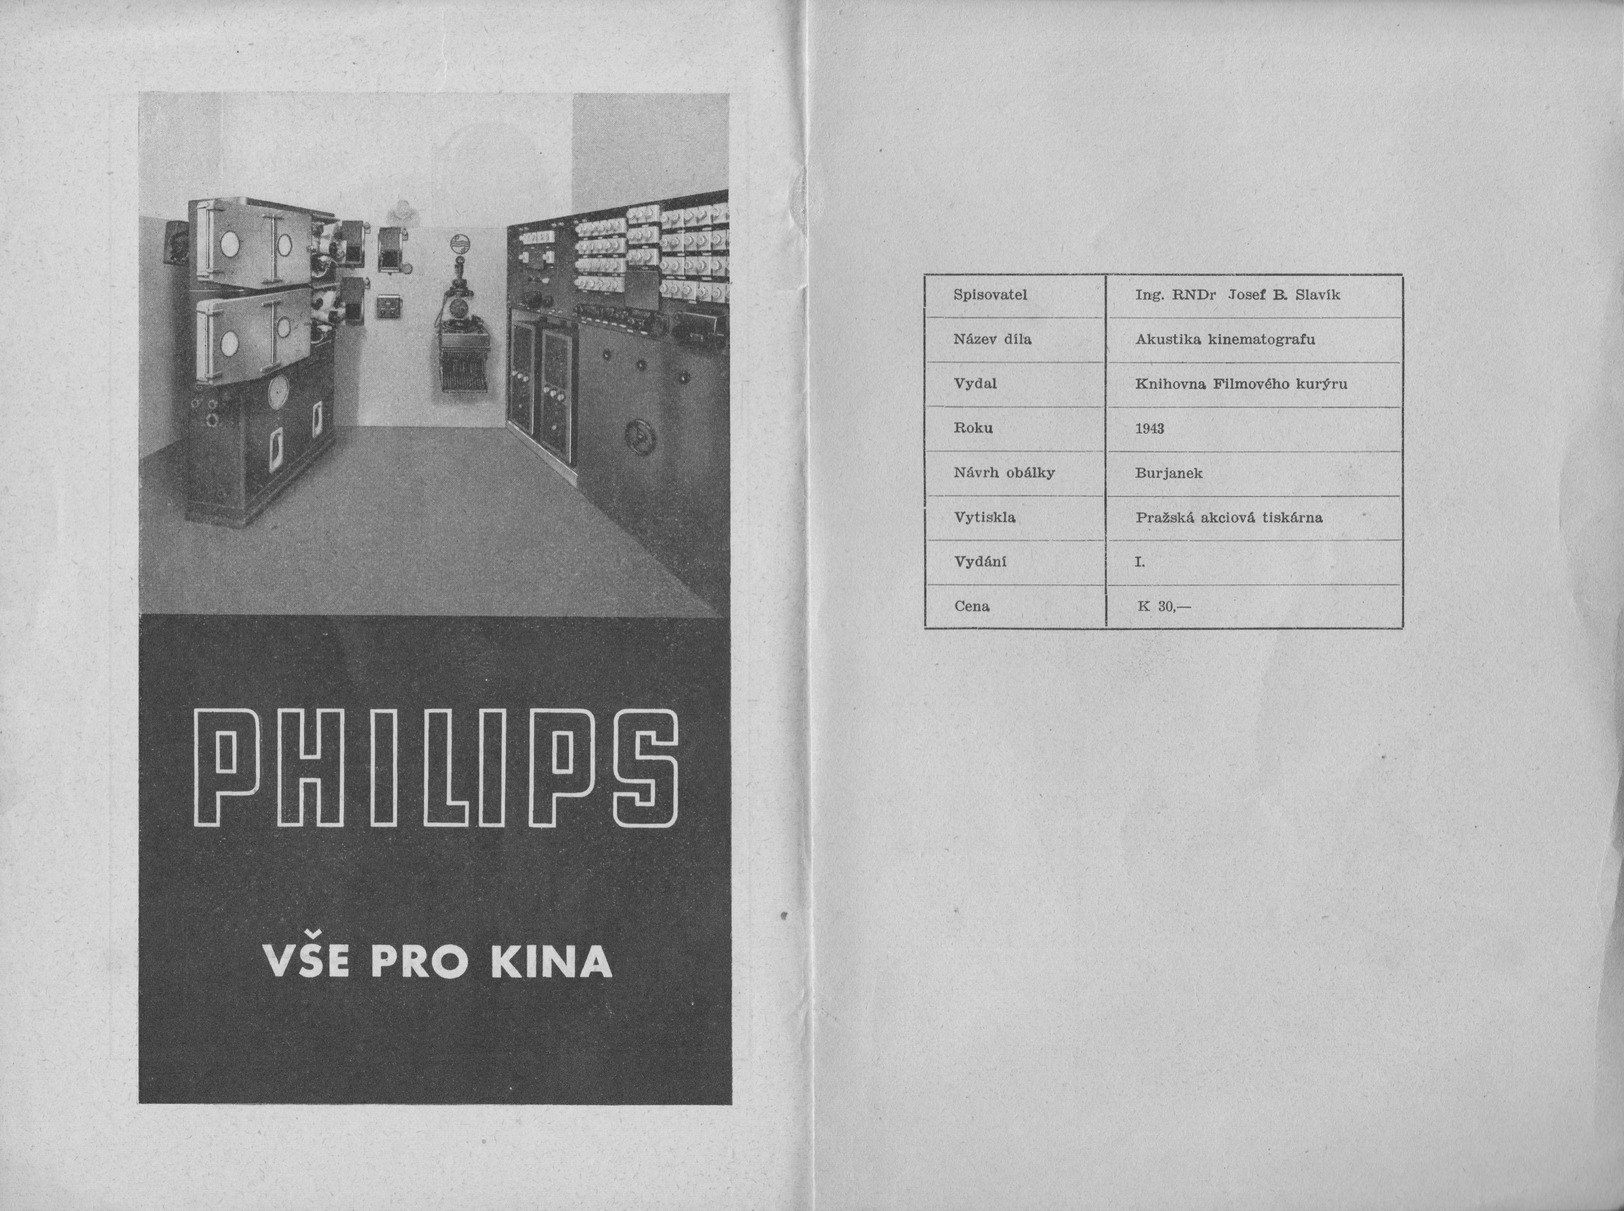 PHILIPS
VŠE PRO KINA
Spisovatel Ing. RNDr Josef B. Slavík
Název díla Akustika kinematografu
Vydal Knihovna Filmového kurýru
Roku 1943
Návrh obálky Burjanek
Vytiskla Pražská akciová tiskárna
Vydání I.
Cena K 30,—